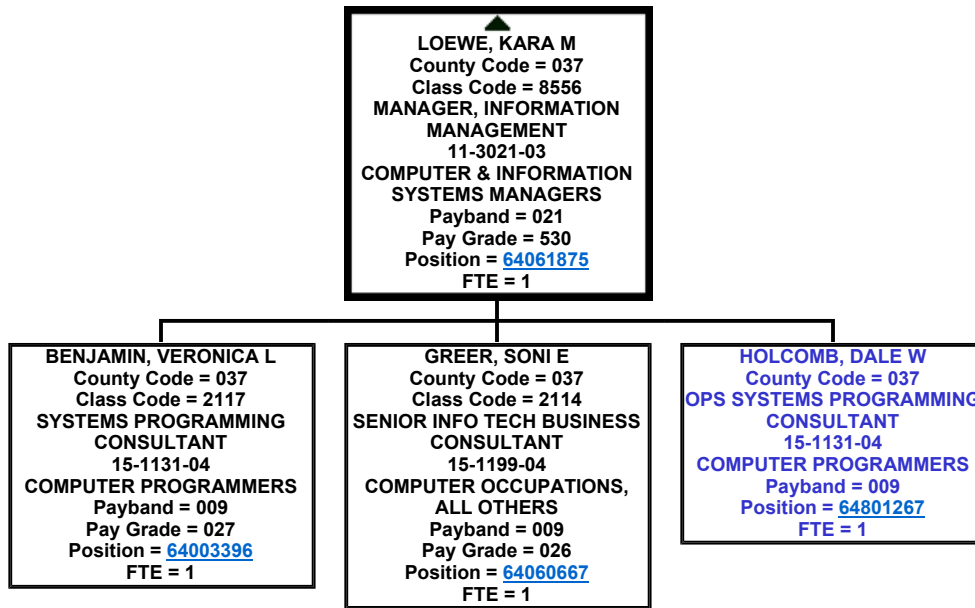 LOEWE, KARA M
County Code = 037
Class Code = 8556
MANAGER, INFORMATION
MANAGEMENT
11-3021-03
COMPUTER & INFORMATION
SYSTEMS MANAGERS
Payband = 021
Pay Grade = 530
Position = 64061875
FTE = 1
BENJAMIN, VERONICA L
County Code = 037
Class Code = 2117
SYSTEMS PROGRAMMING
CONSULTANT
15-1131-04
COMPUTER PROGRAMMERS
Payband = 009
Pay Grade = 027
Position = 64003396
FTE = 1
GREER, SONI E
County Code = 037
Class Code = 2114
SENIOR INFO TECH BUSINESS
CONSULTANT
15-1199-04
COMPUTER OCCUPATIONS,
ALL OTHERS
Payband = 009
Pay Grade = 026
Position = 64060667
FTE = 1
HOLCOMB, DALE W
County Code = 037
OPS SYSTEMS PROGRAMMING
CONSULTANT
15-1131-04
COMPUTER PROGRAMMERS
Payband = 009
Position = 64801267
FTE = 1